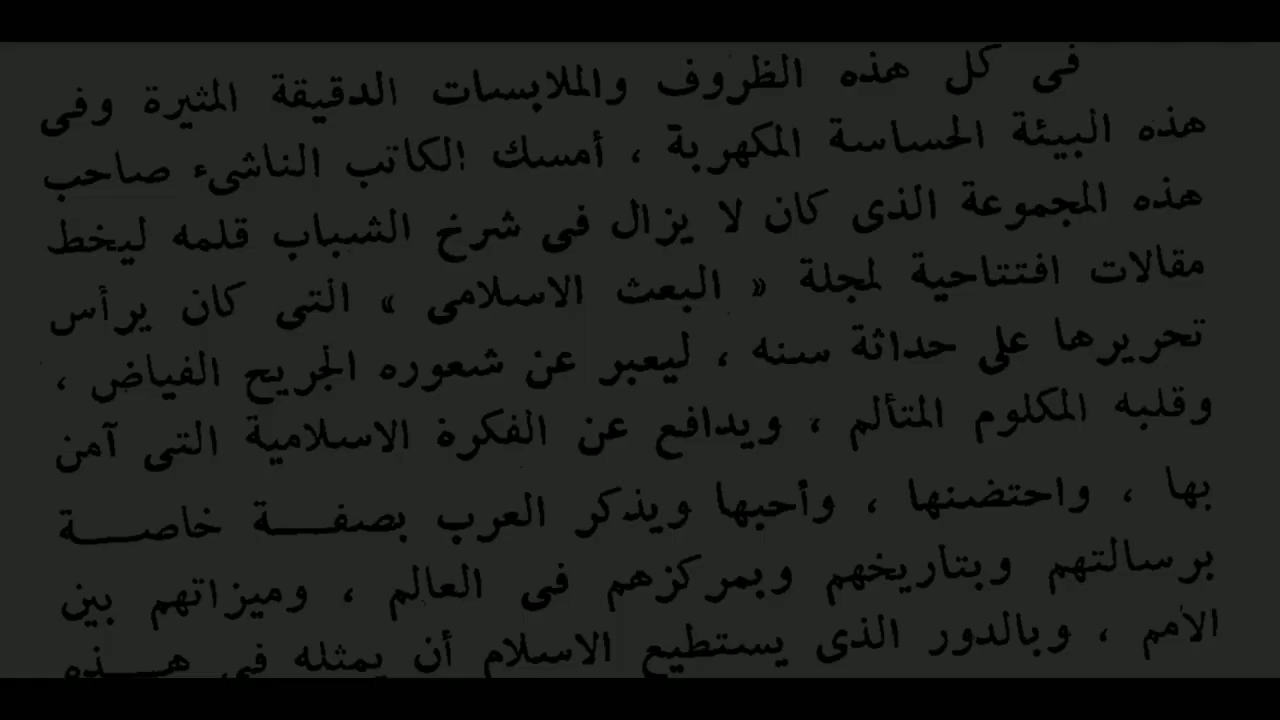 فى كل هذه الظروف والملابسات الدقيقة المثيرة وفى
هذه البيئة الحساسة المكهربة ، أمسك الكاتب الناشىء صاحب
هذه المجموعة الذى كان لا يزال فى شرخ الشباب قلمه ليخط
مقالات افتتاحية لمجلة « البعث الاسلامى » التى كان يرأس
تحريرها على حداثة سنه ، ليعبر عن شعوره الجريح الفياض ،
وقلبه المكلوم المتألم ، ويدافع عن الفكرة الاسلامية التى آمن
بها ، واحتضنها ، وأحبها ويذكر العرب بصفـــة خاصـــة
برسالتهم وبتاريخهم وبمركزهم فى العالم ، وميزاتهم بين
الأمم ، وبالدور الذى يستطيع الاسلام أن يمثله فى هـــذه